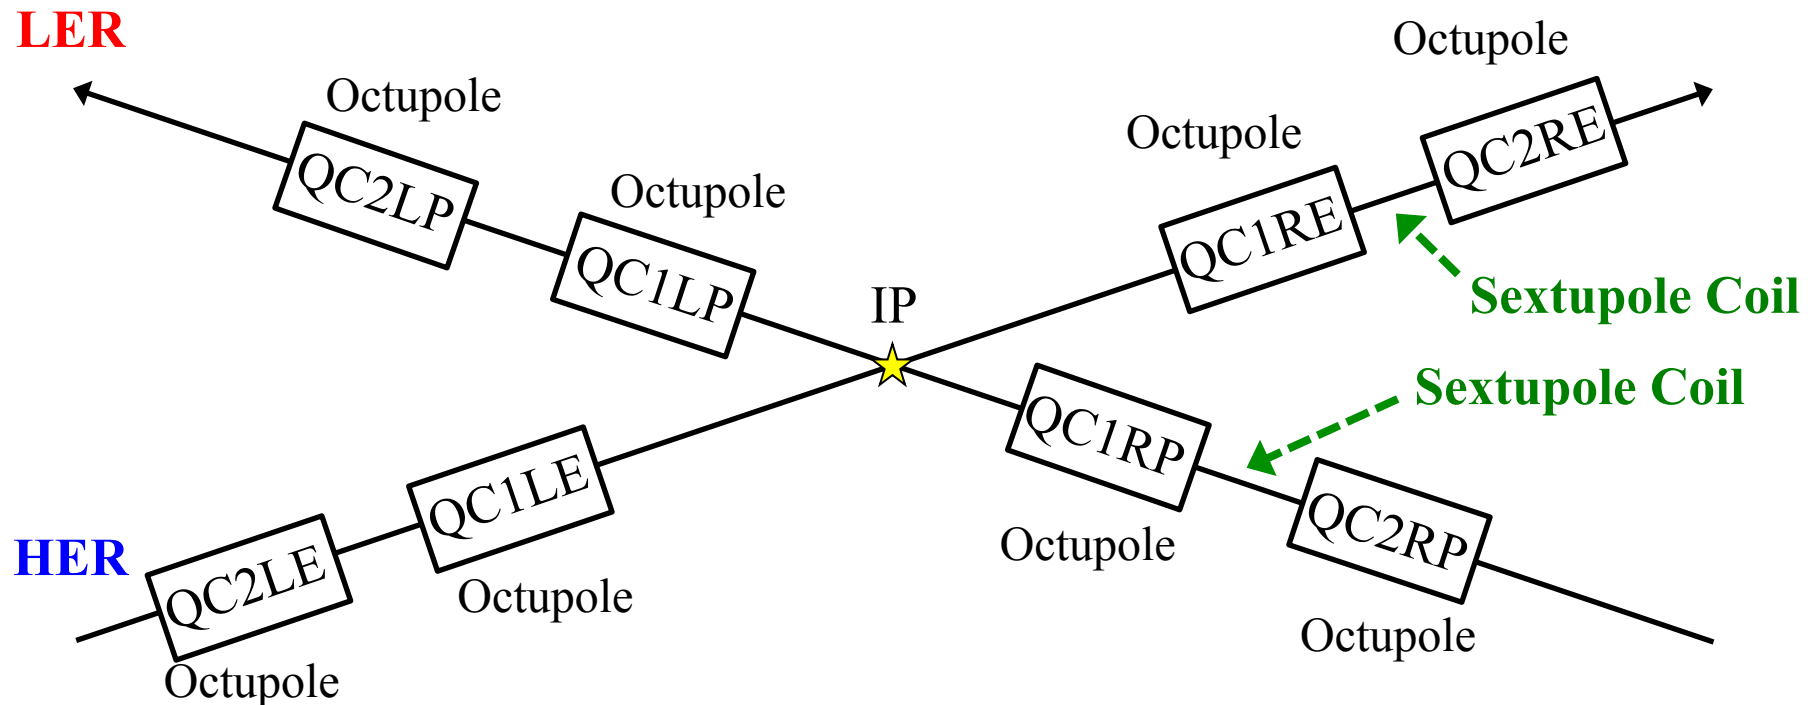 LER
Octupole
Octupole
QC2LP
Octupole
QC1LP
Octupole
QC2RE
QC1RE
IP
Sextupole Coil
Sextupole Coil
QC1RP
Octupole
QC2RP
Octupole
HER
QC1LE
Octupole
QC2LE
Octupole